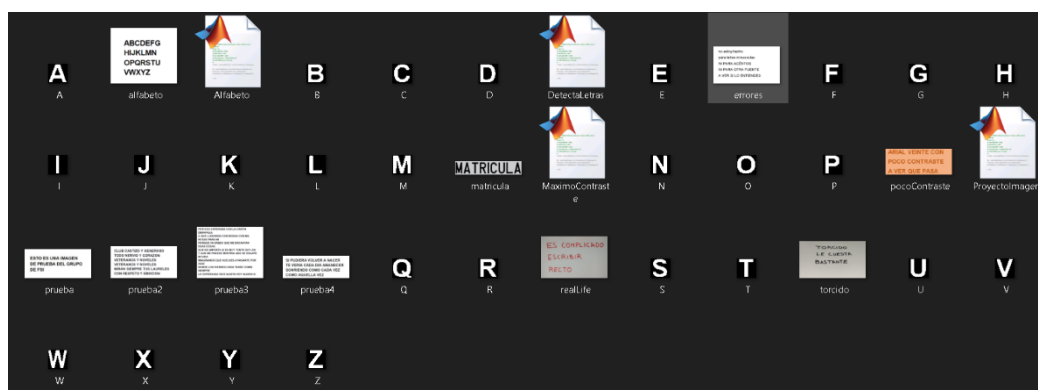 A B C D E F G H
ABCDEFG
HIJKLMN
OPQRSTU
VWXYZ
A alfabeto Alfabeto B C D DetectaLetras E errores F G H
I J K L M MATRICULA N O P
ARIAL VEINTE CON
POCO CONTRASTE
A VER QUE PASA
I J K L M matricula MaximoContraste N O P pocoContraste ProyectoImagen
ESTO ES UNA IMAGEN
DE PRUEBA DEL GRUPO
DE PDI
SI PUDIERA VOLVER A NACER
TE VERIA CADA DIA AMANECER
SONRIENDO COMO CADA VEZ
COMO AQUELLA VEZ
Q R
ES COMPLICADO
ESCRIBIR
RECTO
S T
TORCIDO
LE CUESTA
BASTANTE
U V
prueba prueba2 prueba3 prueba4 Q R realLife S T torcido U V
W X Y Z
W X Y Z